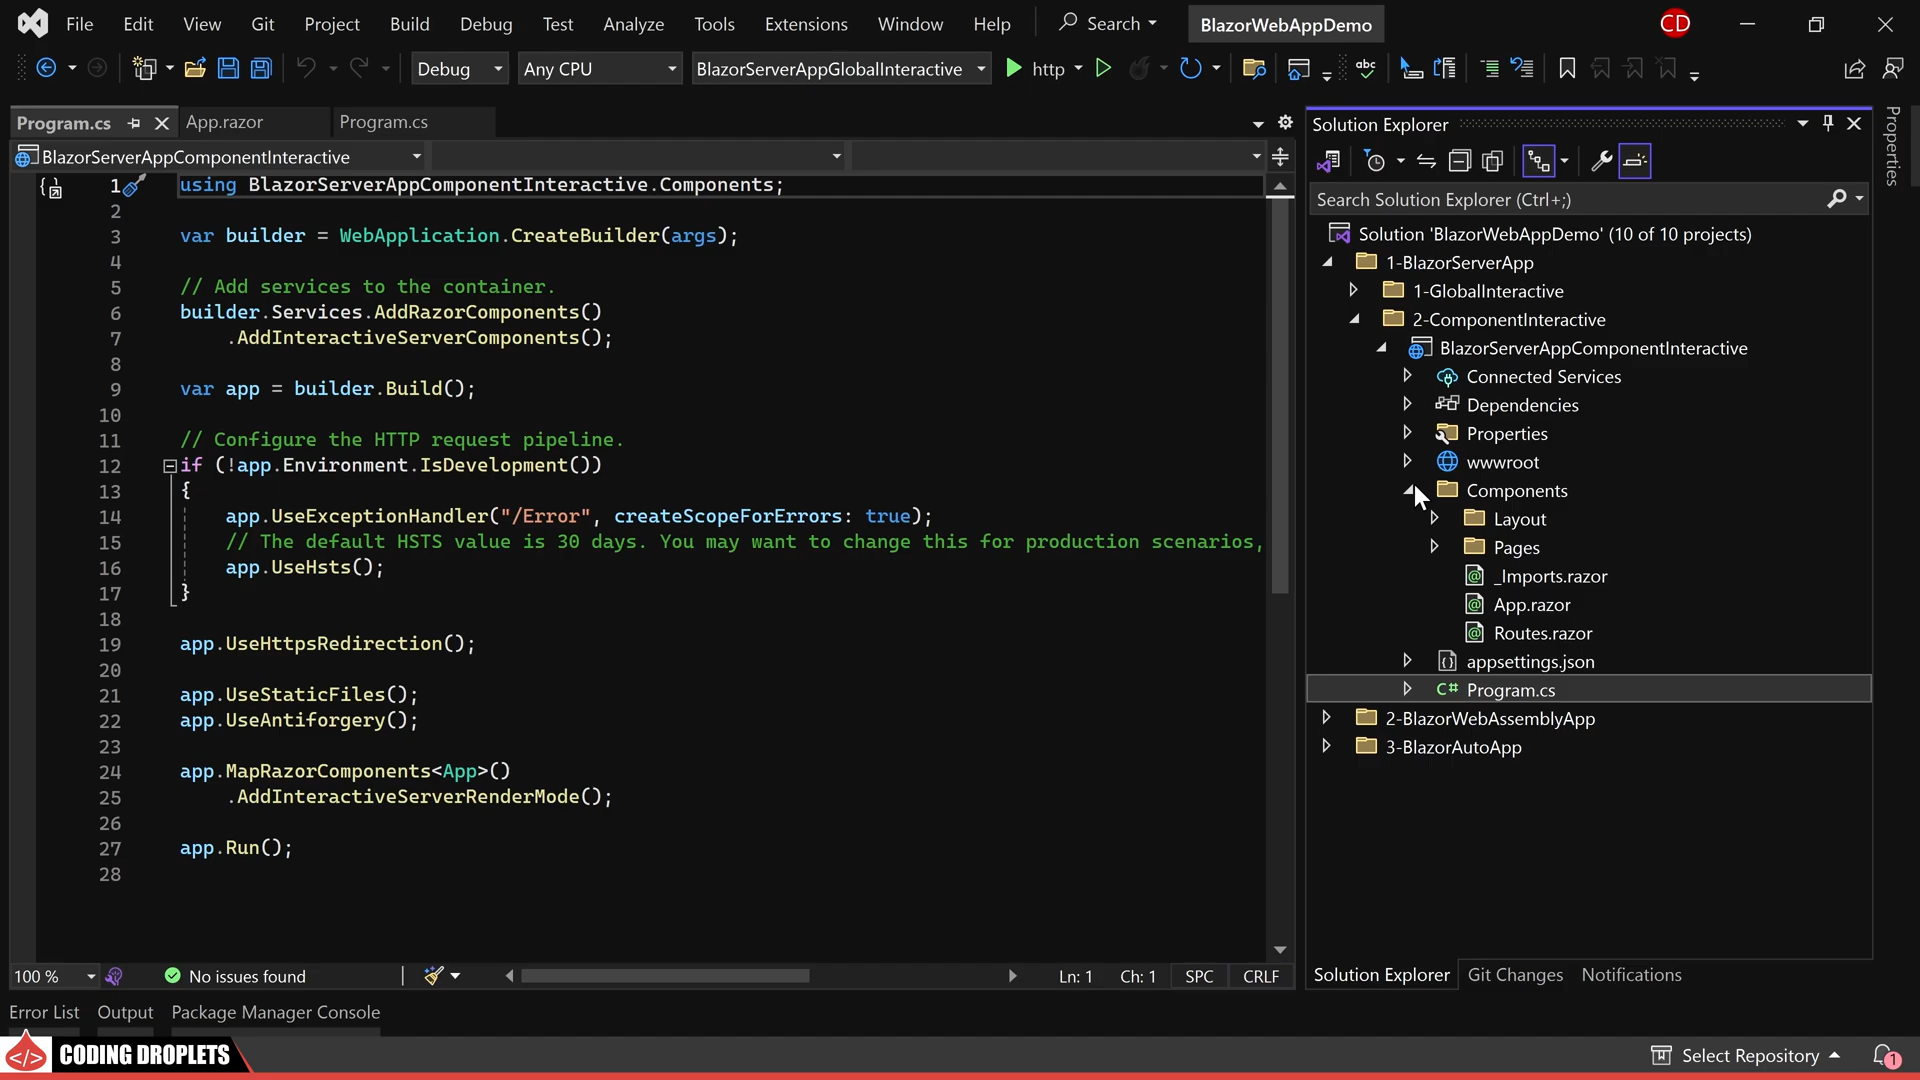 File Edit View Git Project Build Debug Test Analyze Tools Extensions Window Help Search BlazorWebAppDemo CD
Debug Any CPU BlazorServerAppGlobalInteractive http abc
Program.cs App.razor Program.cs
BlazorServerAppComponentInteractive
1 using BlazorServerAppComponentInteractive.Components;
2
3 var builder = WebApplication.CreateBuilder(args);
4
5 // Add services to the container.
6 builder.Services.AddRazorComponents()
7 .AddInteractiveServerComponents();
8
9 var app = builder.Build();
10
11 // Configure the HTTP request pipeline.
12 if (!app.Environment.IsDevelopment())
13 {
14 app.UseExceptionHandler("/Error", createScopeForErrors: true);
15 // The default HSTS value is 30 days. You may want to change this for production scenarios,
16 app.UseHsts();
17 }
18
19 app.UseHttpsRedirection();
20
21 app.UseStaticFiles();
22 app.UseAntiforgery();
23
24 app.MapRazorComponents<App>()
25 .AddInteractiveServerRenderMode();
26
27 app.Run();
28
100 % No issues found Ln: 1 Ch: 1 SPC CRLF
Solution Explorer
Search Solution Explorer (Ctrl+;)
Solution 'BlazorWebAppDemo' (10 of 10 projects)
1-BlazorServerApp
1-GlobalInteractive
2-ComponentInteractive
BlazorServerAppComponentInteractive
Connected Services
Dependencies
Properties
wwwroot
Components
Layout
Pages
_Imports.razor
App.razor
Routes.razor
appsettings.json
C# Program.cs
2-BlazorWebAssemblyApp
3-BlazorAutoApp
Solution Explorer Git Changes Notifications
Properties
Error List Output Package Manager Console
</> CODING DROPLETS
Select Repository 1